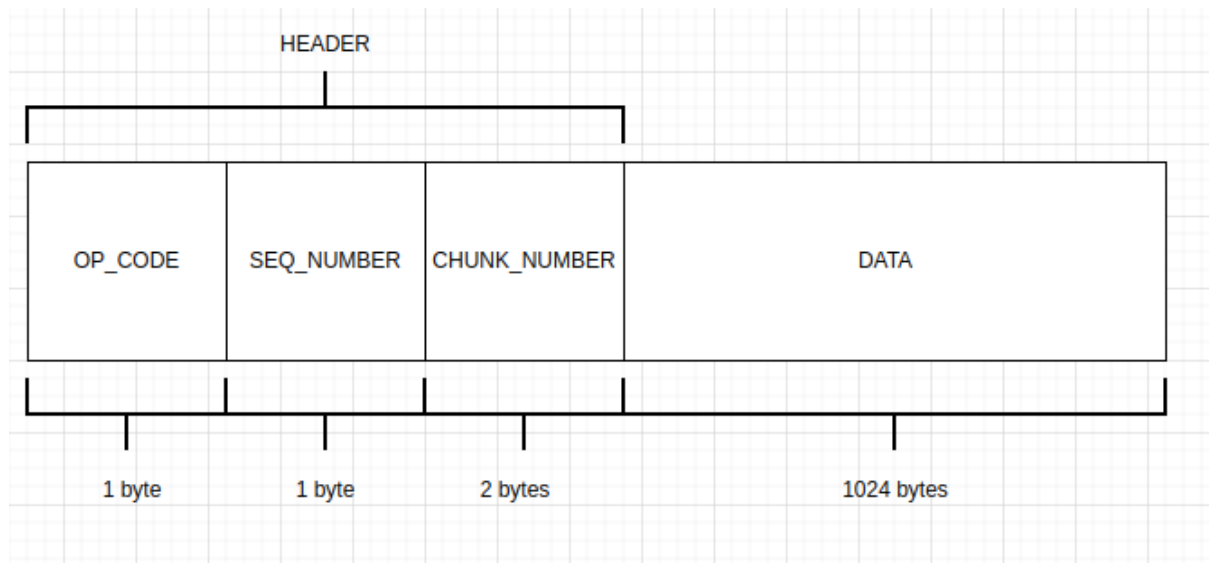 HEADER
OP_CODE
SEQ_NUMBER
CHUNK_NUMBER
DATA
1 byte
1 byte
2 bytes
1024 bytes